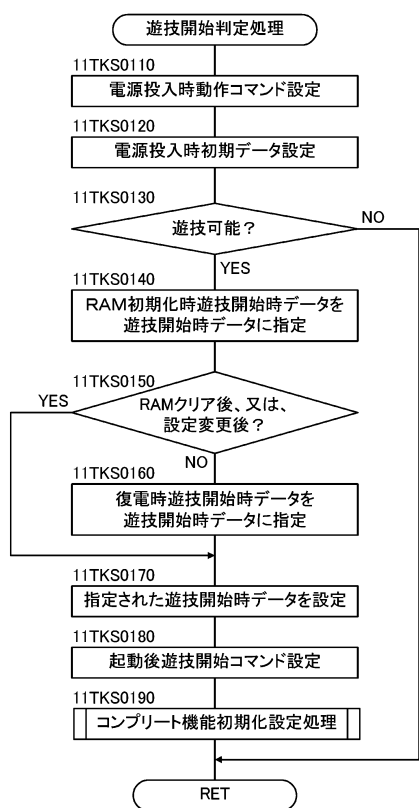 遊技開始判定処理
11TKS0110
電源投入時動作コマンド設定
11TKS0120
電源投入時初期データ設定
11TKS0130
遊技可能？
NO
YES
11TKS0140
ＲＡＭ初期化時遊技開始時データを
遊技開始時データに指定
11TKS0150
YES
RAMクリア後、又は、
設定変更後？
NO
11TKS0160
復電時遊技開始時データを
遊技開始時データに指定
11TKS0170
指定された遊技開始時データを設定
11TKS0180
起動後遊技開始コマンド設定
11TKS0190
コンプリート機能初期化設定処理
RET